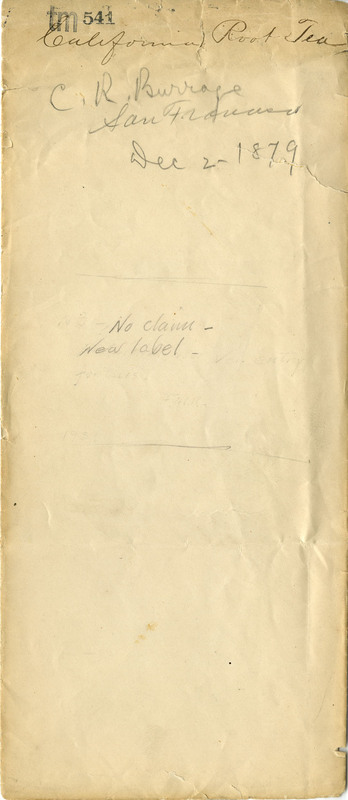 tm 541
California Root Tea
C. R. Burrage
San Francisco
Dec 2 - 1879
No claim -
New label -